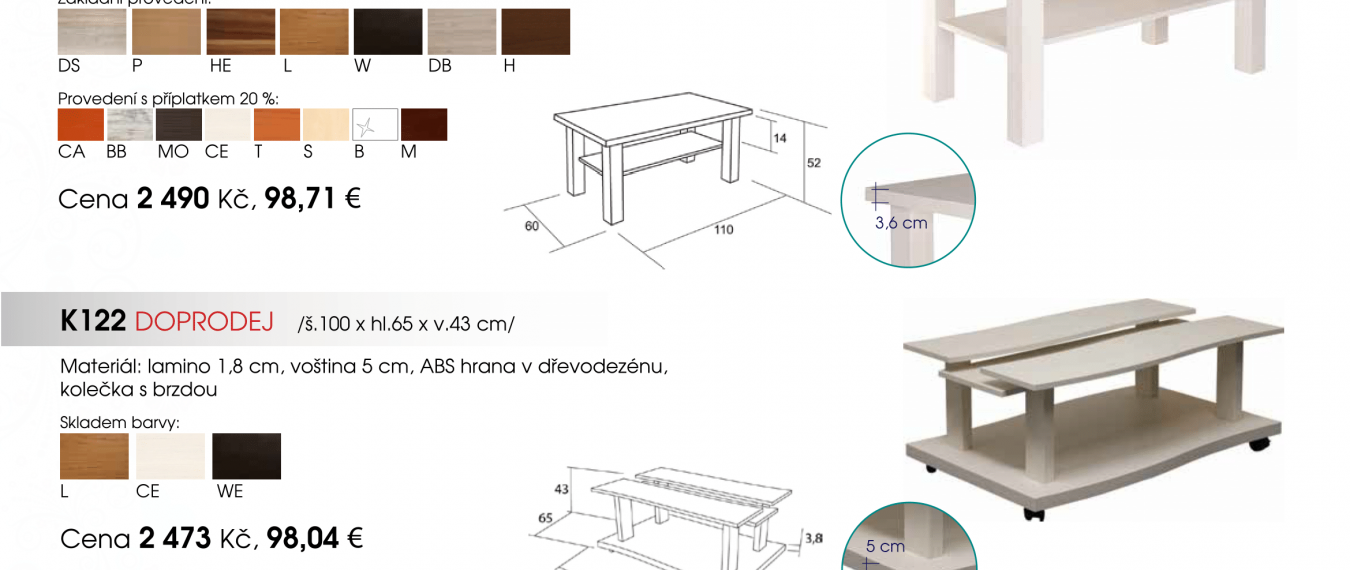 Základní provedení:
DS P HE L W DB H
Provedení s příplatkem 20 %:
CA BB MO CE T S B M
Cena 2 490 Kč, 98,71 €
14
52
60
110
3,6 cm
K122 DOPRODEJ /š.100 x hl.65 x v.43 cm/
Materiál: lamino 1,8 cm, voština 5 cm, ABS hrana v dřevodezénu,
kolečka s brzdou
Skladem barvy:
L CE WE
Cena 2 473 Kč, 98,04 €
43
65
3,8
5 cm